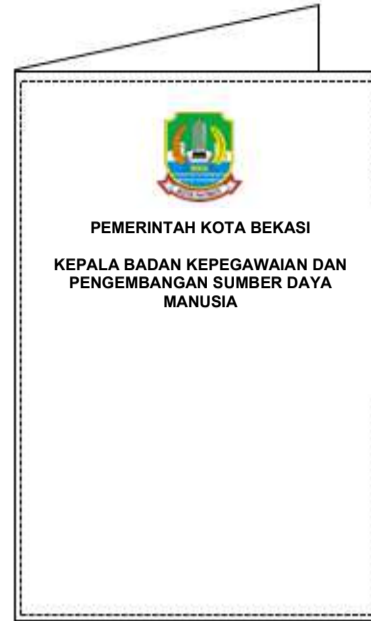 PEMERINTAH KOTA BEKASI
KEPALA BADAN KEPEGAWAIAN DAN
PENGEMBANGAN SUMBER DAYA
MANUSIA